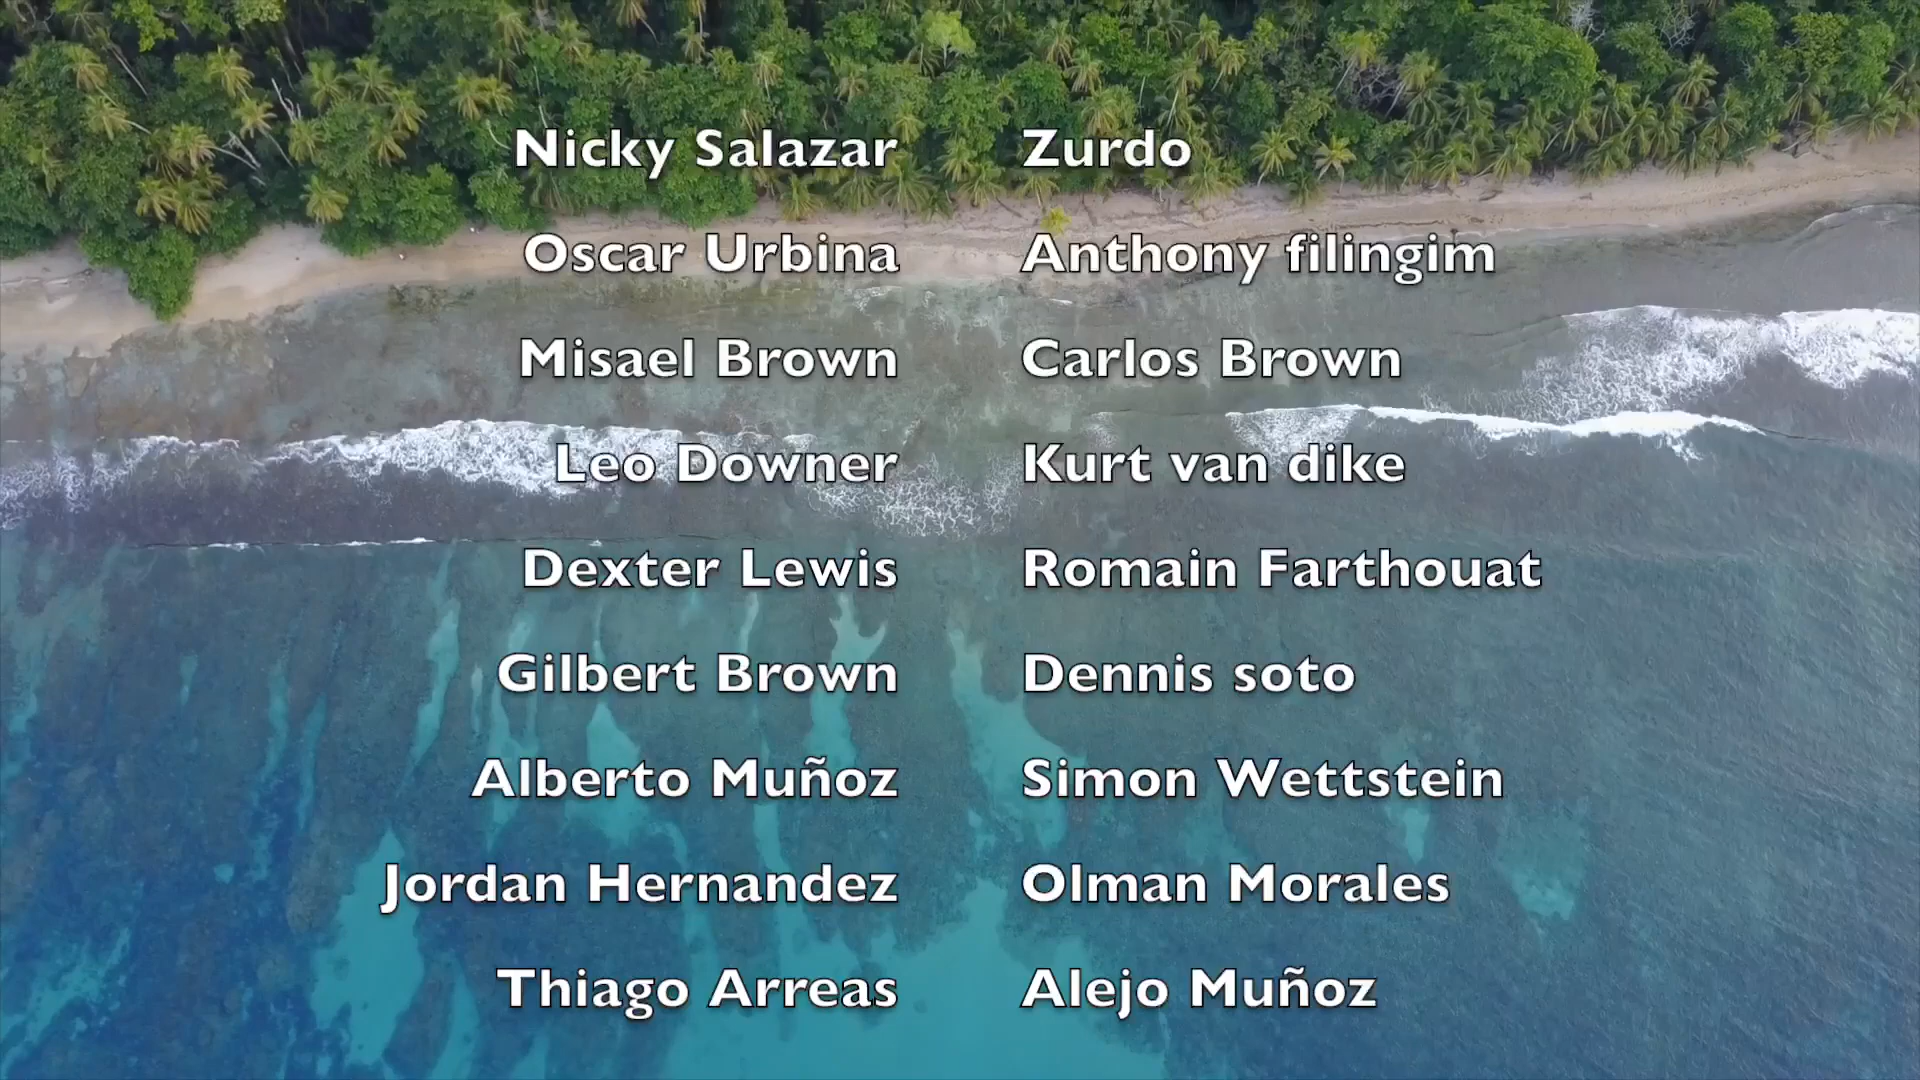 Nicky Salazar Zurdo
Oscar Urbina Anthony filingim
Misael Brown Carlos Brown
Leo Downer Kurt van dike
Dexter Lewis Romain Farthouat
Gilbert Brown Dennis soto
Alberto Muñoz Simon Wettstein
Jordan Hernandez Olman Morales
Thiago Arreas Alejo Muñoz